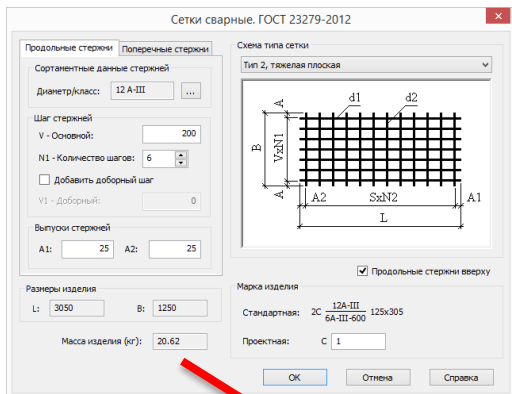 Сетки сварные. ГОСТ 23279-2012
Продольные стержни Поперечные стержни
Сортаментные данные стержней
Диаметр/класс: 12 A-III ...
Шаг стержней
V - Основной: 200
N1 - Количество шагов: 6
Добавить доборный шаг
V1 - Доборный: 0
Выпуски стержней
A1: 25 A2: 25
Размеры изделия
L: 3050 B: 1250
Масса изделия (кг): 20.62
Схема типа сетки
Тип 2, тяжелая плоская
A d1 d2
B VxN1
A A2 SxN2 A1
L
Продольные стержни вверху
Марка изделия
Стандартная: 2С 12A-III 125x305
6A-III-600
Проектная: С 1
OK Отмена Справка